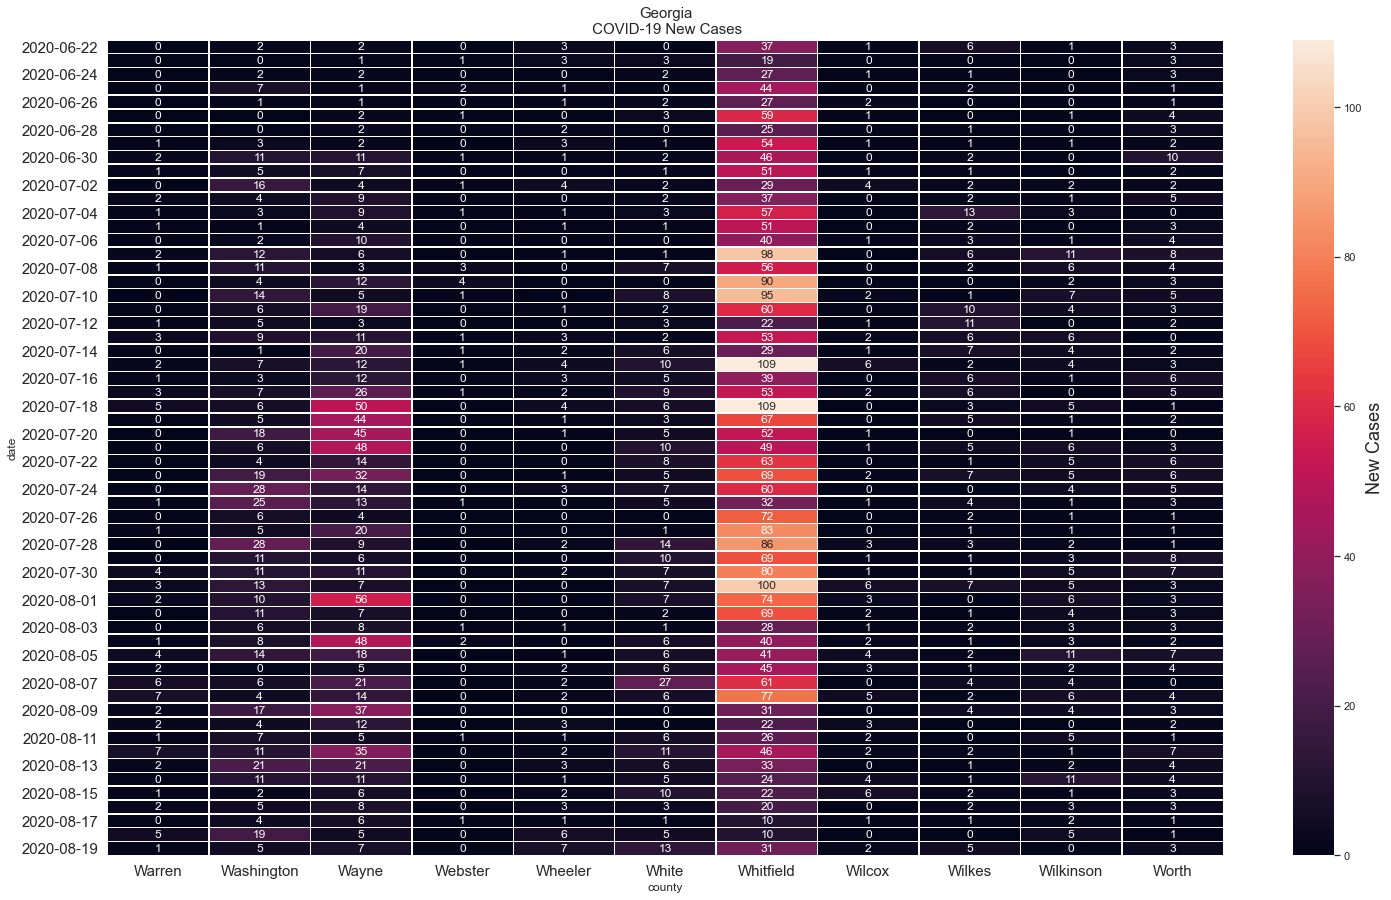 Georgia
COVID-19 New Cases
2020-06-22 0 2 2 0 3 0 37 1 6 1 3
0 0 1 1 3 3 19 0 0 0 3
2020-06-24 0 2 2 0 0 2 27 1 1 0 3
0 7 1 2 1 0 44 0 2 0 1
2020-06-26 0 1 1 0 1 2 27 2 0 0 1
0 0 2 1 0 3 59 1 0 1 4
2020-06-28 0 0 2 0 2 0 25 0 1 0 3
1 3 2 0 3 1 54 1 1 1 2
2020-06-30 2 11 11 1 1 2 46 0 2 0 10
1 5 7 0 0 1 51 1 1 0 2
2020-07-02 0 16 4 1 4 2 29 4 2 2 2
2 4 9 0 0 2 37 0 2 1 5
2020-07-04 1 3 9 1 1 3 57 0 13 3 0
1 1 4 0 1 1 51 0 2 0 3
2020-07-06 0 2 10 0 0 0 40 1 3 1 4
2 12 6 0 1 1 98 0 6 11 8
2020-07-08 1 11 3 3 0 7 56 0 2 6 4
0 4 12 4 0 0 90 0 0 2 3
2020-07-10 0 14 5 1 0 8 95 2 1 7 5
0 6 19 0 1 2 60 0 10 4 3
2020-07-12 1 5 3 0 0 3 22 1 11 0 2
3 9 11 1 3 2 53 2 6 6 0
2020-07-14 0 1 20 1 2 6 29 1 7 4 2
2 7 12 1 4 10 109 6 2 4 3
2020-07-16 1 3 12 0 3 5 39 0 6 1 6
3 7 26 1 2 9 53 2 6 0 5
2020-07-18 5 6 50 0 4 6 109 0 3 5 1
0 5 44 0 1 3 67 0 5 1 2
2020-07-20 0 18 45 0 1 5 52 1 0 1 0
0 6 48 0 0 10 49 1 5 6 3
2020-07-22 0 4 14 0 0 8 63 0 1 5 6
0 19 32 0 1 5 69 2 7 5 6
2020-07-24 0 28 14 0 3 7 60 0 0 4 5
1 25 13 1 0 5 32 1 4 1 3
2020-07-26 0 6 4 0 0 0 72 0 2 1 1
1 5 20 0 0 1 83 0 1 1 1
2020-07-28 0 28 9 0 2 14 86 3 3 2 1
0 11 6 0 0 10 69 1 1 3 8
2020-07-30 4 11 11 0 2 7 80 1 1 5 7
3 13 7 0 0 7 100 6 7 5 3
2020-08-01 2 10 56 0 0 7 74 3 0 6 3
0 11 7 0 0 2 69 2 1 4 3
2020-08-03 0 6 8 1 1 1 28 1 2 3 3
1 8 48 2 0 6 40 2 1 3 2
2020-08-05 4 14 18 0 1 6 41 4 2 11 7
2 0 5 0 2 6 45 3 1 2 4
2020-08-07 6 6 21 0 2 27 61 0 4 4 0
7 4 14 0 2 6 77 5 2 6 4
2020-08-09 2 17 37 0 0 0 31 0 4 4 3
2 4 12 0 3 0 22 3 0 0 2
2020-08-11 1 7 5 1 1 6 26 2 0 5 1
7 11 35 0 2 11 46 2 2 1 7
2020-08-13 2 21 21 0 3 6 33 0 1 2 4
0 11 11 0 1 5 24 4 1 11 4
2020-08-15 1 2 6 0 2 10 22 6 2 1 3
2 5 8 0 3 3 20 0 2 3 3
2020-08-17 0 4 6 1 1 1 10 1 1 2 1
5 19 5 0 6 5 10 0 0 5 1
2020-08-19 1 5 7 0 7 13 31 2 5 0 3
Warren Washington Wayne Webster Wheeler White Whitfield Wilcox Wilkes Wilkinson Worth
county
date
100
80
60
40
20
0
New Cases